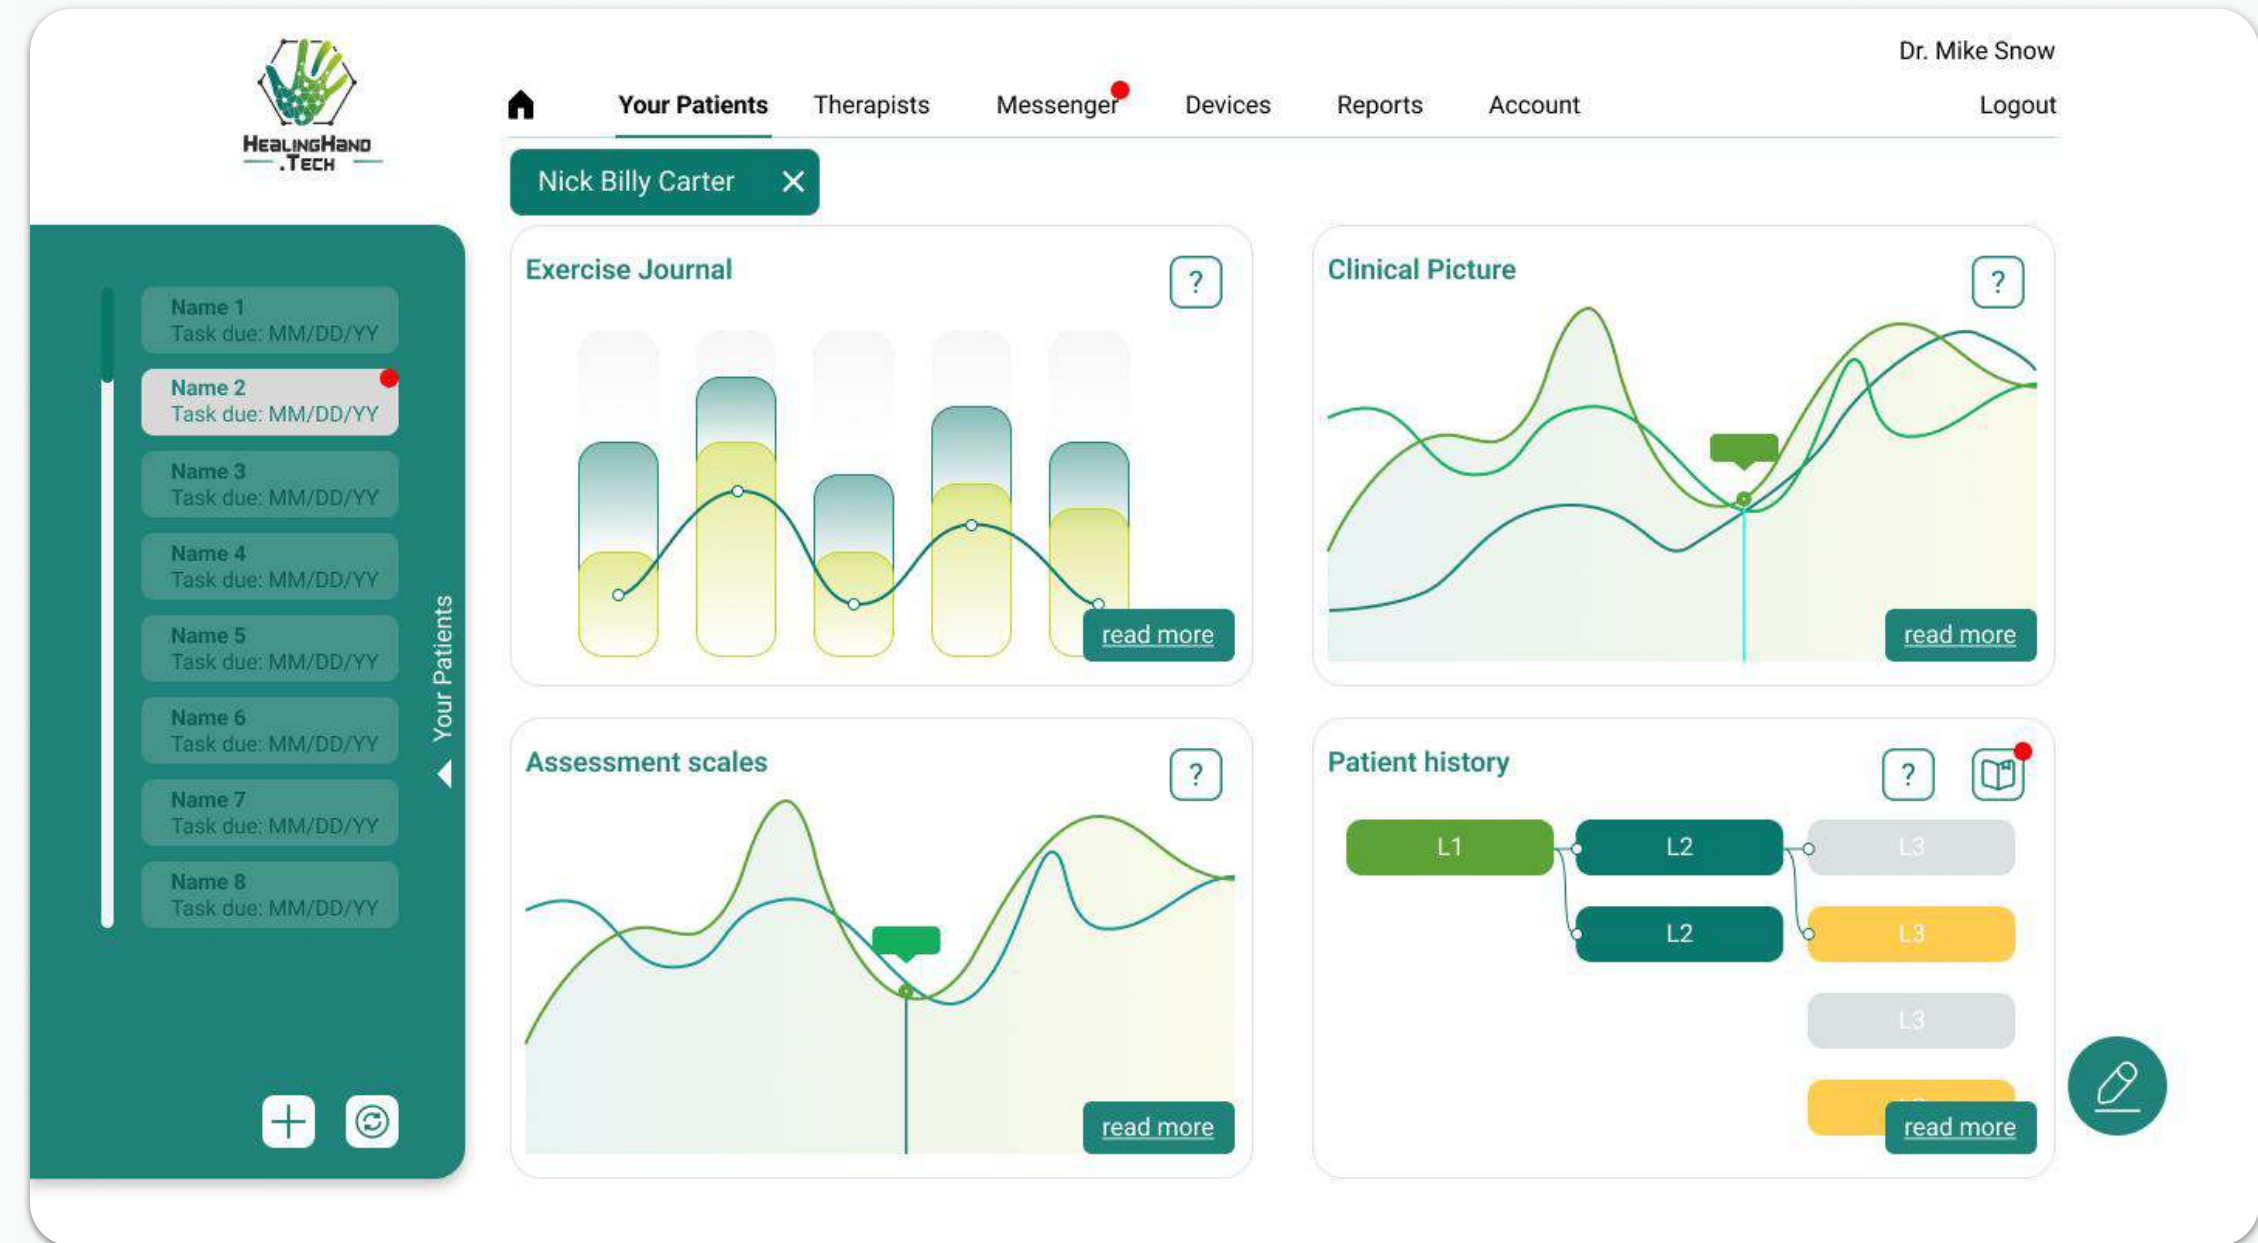 HealingHand
.Tech
Dr. Mike Snow
Your Patients
Therapists
Messenger
Devices
Reports
Account
Logout
Nick Billy Carter
Name 1
Task due: MM/DD/YY
Name 2
Task due: MM/DD/YY
Name 3
Task due: MM/DD/YY
Name 4
Task due: MM/DD/YY
Name 5
Task due: MM/DD/YY
Name 6
Task due: MM/DD/YY
Name 7
Task due: MM/DD/YY
Name 8
Task due: MM/DD/YY
Your Patients
Exercise Journal
?
read more
Clinical Picture
?
read more
Assessment scales
?
read more
Patient history
?
L1
L2
L3
L2
L3
L3
read more